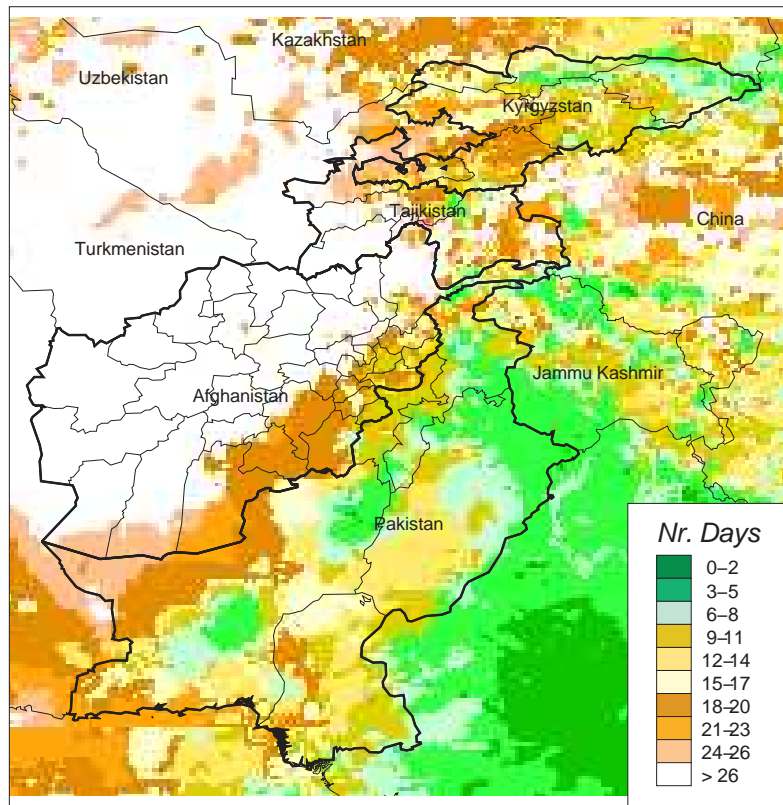 Kazakhstan
Uzbekistan
Kyrgyzstan
Tajikistan
China
Turkmenistan
Jammu Kashmir
Afghanistan
Pakistan
Nr. Days
0–2
3–5
6–8
9–11
12–14
15–17
18–20
21–23
24–26
> 26